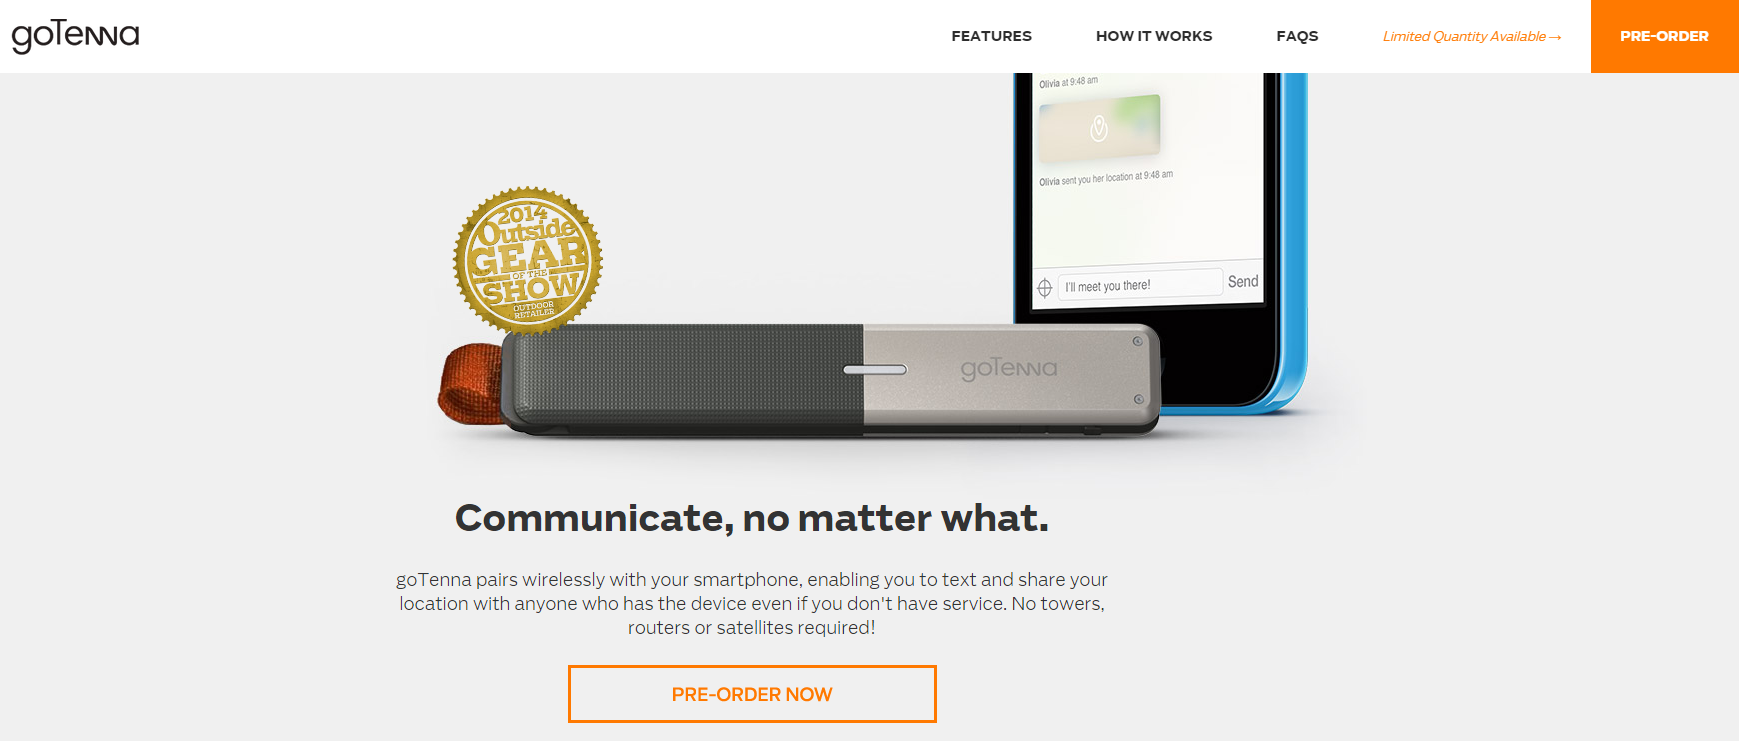 goTenna
FEATURES
HOW IT WORKS
FAQS
Limited Quantity Available →
PRE-ORDER
Olivia at 9:48 am
Olivia sent you her location at 9:48 am
I'll meet you there!
Send
2014
Outside
GEAR
OF THE
SHOW
OUTDOOR
RETAILER
goTenna
Communicate, no matter what.
goTenna pairs wirelessly with your smartphone, enabling you to text and share your
location with anyone who has the device even if you don't have service. No towers,
routers or satellites required!
PRE-ORDER NOW